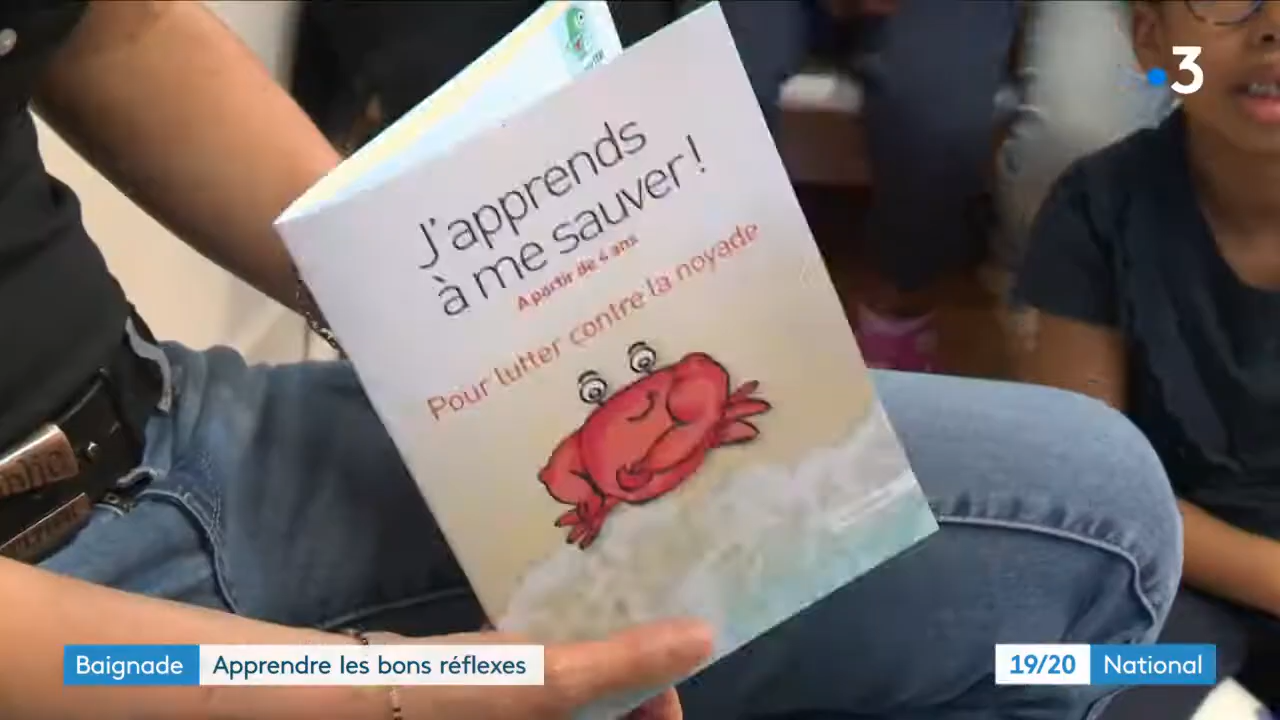 3
J'apprends
à me sauver !
A partir de 4 ans
Pour lutter contre la noyade
Baignade
Apprendre les bons réflexes
19/20
National